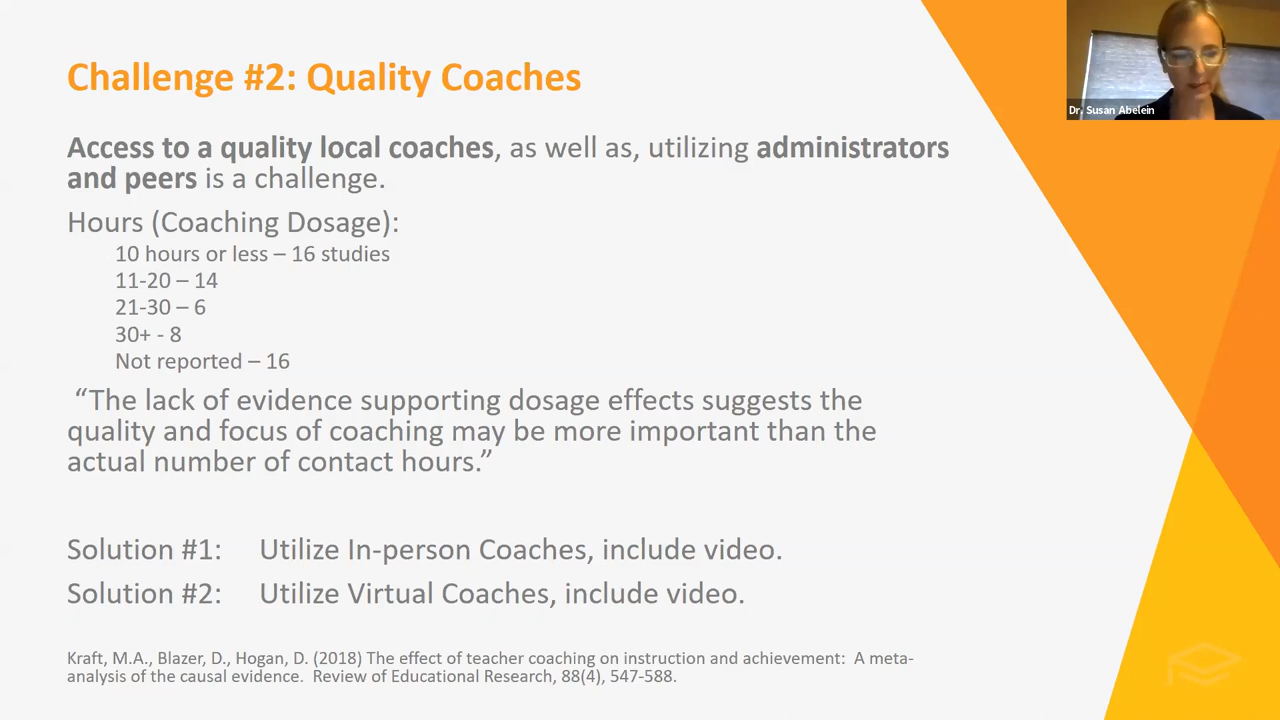 Challenge #2: Quality Coaches
Dr. Susan Abelein
Access to a quality local coaches, as well as, utilizing administrators
and peers is a challenge.
Hours (Coaching Dosage):
10 hours or less – 16 studies
11-20 – 14
21-30 – 6
30+ - 8
Not reported – 16
“The lack of evidence supporting dosage effects suggests the
quality and focus of coaching may be more important than the
actual number of contact hours.”
Solution #1: Utilize In-person Coaches, include video.
Solution #2: Utilize Virtual Coaches, include video.
Kraft, M.A., Blazer, D., Hogan, D. (2018) The effect of teacher coaching on instruction and achievement: A meta-
analysis of the causal evidence. Review of Educational Research, 88(4), 547-588.